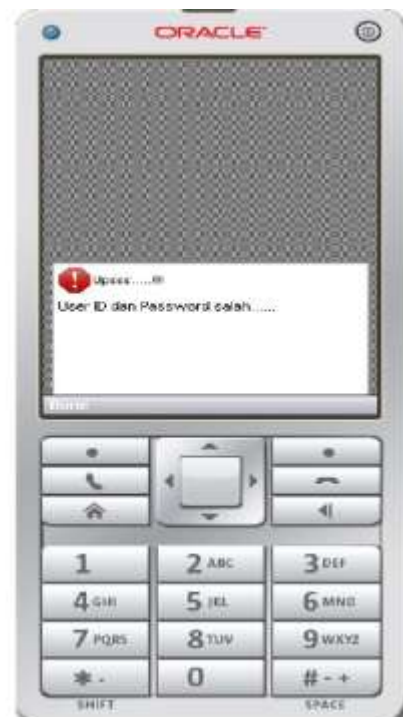 ORACLE
Upsss.....!!!
User ID dan Password salah......
Done
1
2 ABC
3 DEF
4 GHI
5 JKL
6 MNO
7 PQRS
8 TUV
9 WXYZ
* .
0
# - +
SHIFT
SPACE